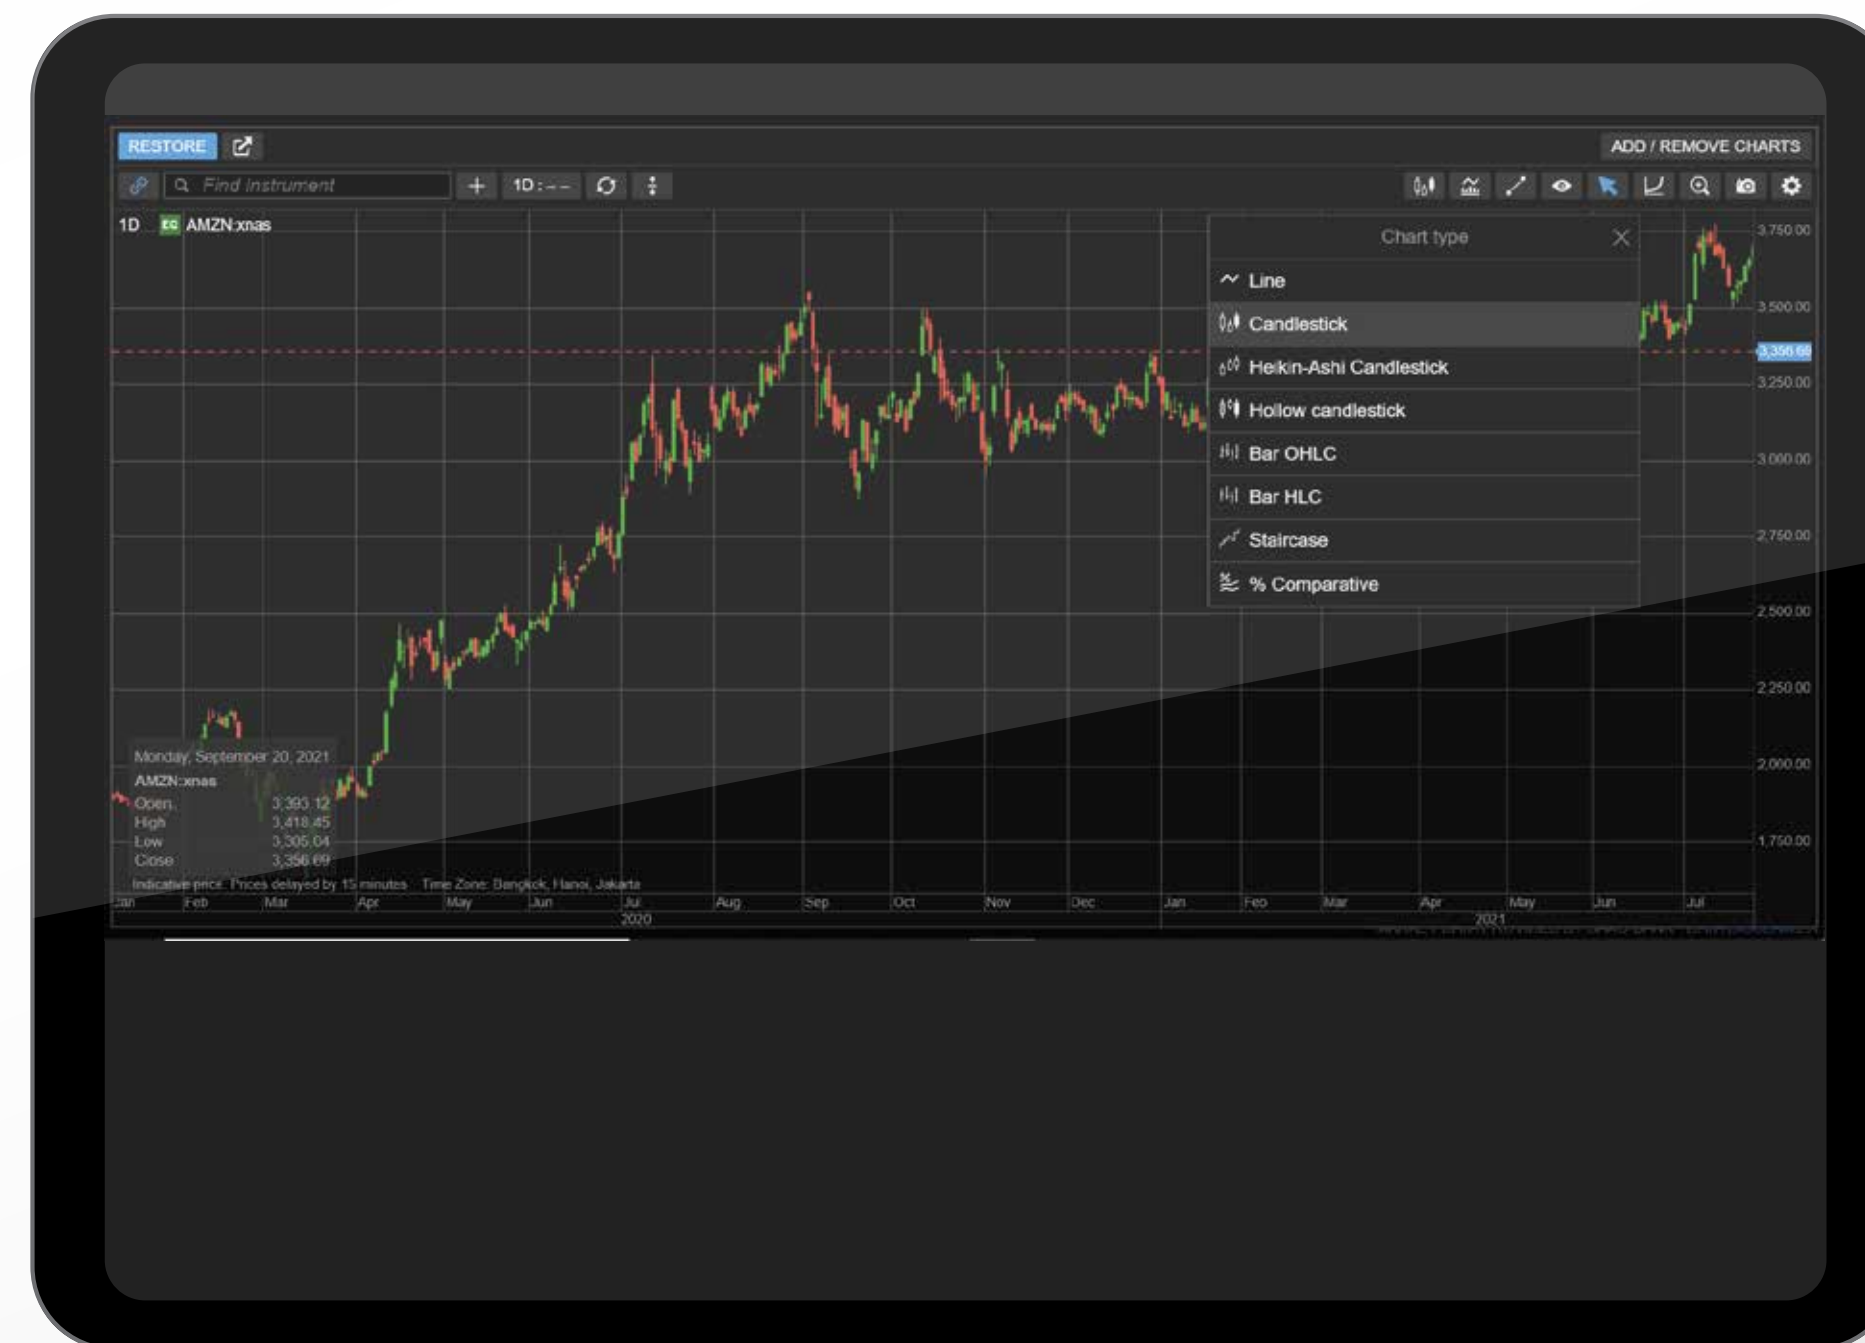 RESTORE
ADD / REMOVE CHARTS
Find instrument
1D : – –
1D EC AMZN:xnas
Chart type
Line
Candlestick
Heikin-Ashi Candlestick
Hollow candlestick
Bar OHLC
Bar HLC
Staircase
% Comparative
3,750.00
3,500.00
3,356.69
3,250.00
3,000.00
2,750.00
2,500.00
2,250.00
2,000.00
1,750.00
Monday, September 20, 2021
AMZN:xnas
Open 3,393.12
High 3,418.45
Low 3,305.04
Close 3,356.69
Indicative price. Prices delayed by 15 minutes Time Zone: Bangkok, Hanoi, Jakarta
Jan Feb Mar Apr May Jun Jul Aug Sep Oct Nov Dec Jan Feb Mar Apr May Jun Jul
2020 2021